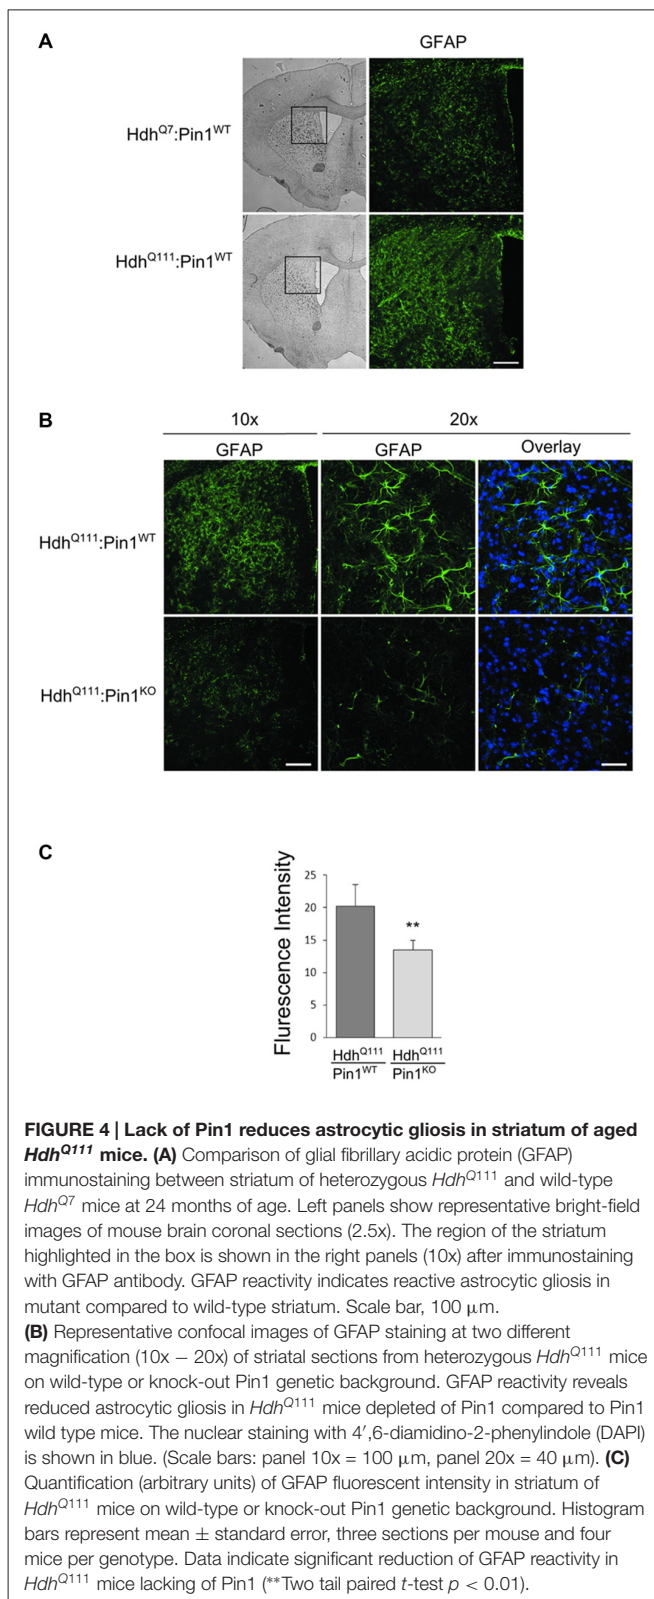 A
GFAP
Hdh^Q7:Pin1^WT
Hdh^Q111:Pin1^WT
B
10x 20x
GFAP GFAP Overlay
Hdh^Q111:Pin1^WT
Hdh^Q111:Pin1^KO
C
Flurescence Intensity
25
20
15
10
5
0
**
Hdh^Q111 Hdh^Q111
Pin1^WT Pin1^KO
FIGURE 4 | Lack of Pin1 reduces astrocytic gliosis in striatum of aged
Hdh^Q111 mice. (A) Comparison of glial fibrillary acidic protein (GFAP)
immunostaining between striatum of heterozygous Hdh^Q111 and wild-type
Hdh^Q7 mice at 24 months of age. Left panels show representative bright-field
images of mouse brain coronal sections (2.5x). The region of the striatum
highlighted in the box is shown in the right panels (10x) after immunostaining
with GFAP antibody. GFAP reactivity indicates reactive astrocytic gliosis in
mutant compared to wild-type striatum. Scale bar, 100 μm.
(B) Representative confocal images of GFAP staining at two different
magnification (10x − 20x) of striatal sections from heterozygous Hdh^Q111 mice
on wild-type or knock-out Pin1 genetic background. GFAP reactivity reveals
reduced astrocytic gliosis in Hdh^Q111 mice depleted of Pin1 compared to Pin1
wild type mice. The nuclear staining with 4′,6-diamidino-2-phenylindole (DAPI)
is shown in blue. (Scale bars: panel 10x = 100 μm, panel 20x = 40 μm). (C)
Quantification (arbitrary units) of GFAP fluorescent intensity in striatum of
Hdh^Q111 mice on wild-type or knock-out Pin1 genetic background. Histogram
bars represent mean ± standard error, three sections per mouse and four
mice per genotype. Data indicate significant reduction of GFAP reactivity in
Hdh^Q111 mice lacking of Pin1 (**Two tail paired t-test p < 0.01).